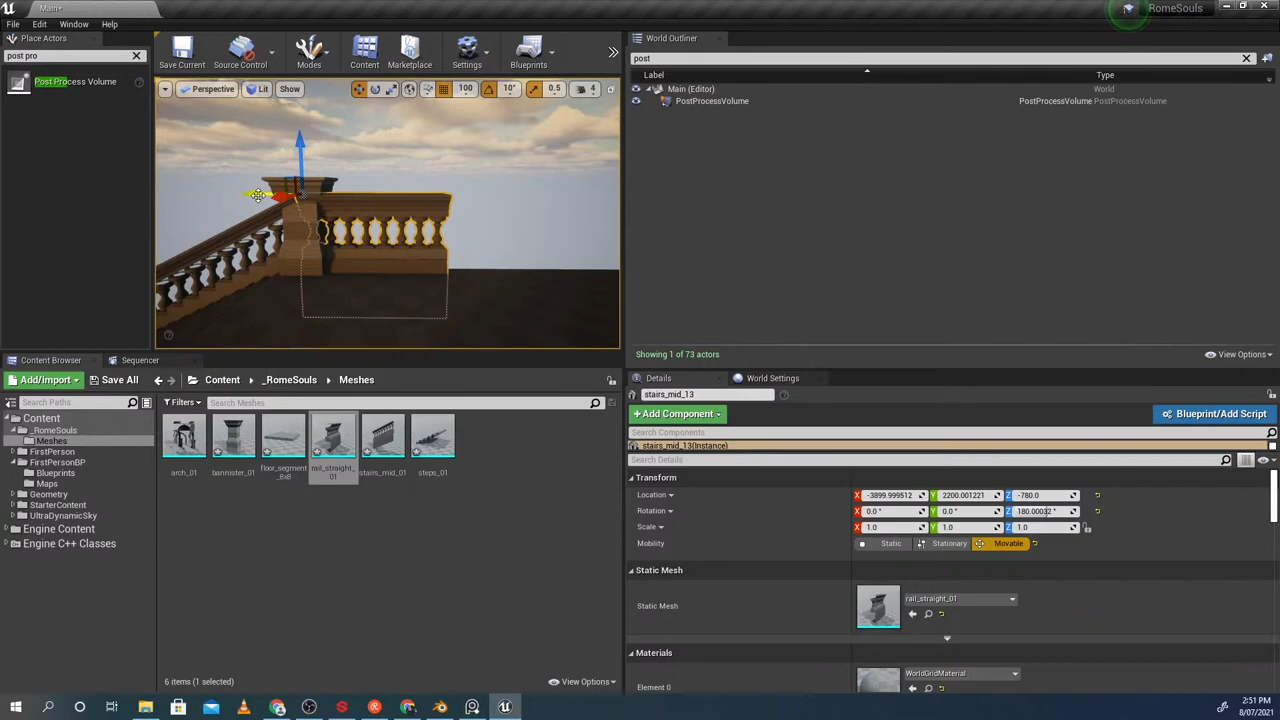 Main*
RomeSouls
File Edit Window Help
Place Actors
post pro
Post Process Volume
Save Current
Source Control
Modes
Content
Marketplace
Settings
Blueprints
Perspective
Lit
Show
100
10°
0.5
4
World Outliner
post
Label
Type
Main (Editor)
World
PostProcessVolume
PostProcessVolume PostProcessVolume
Showing 1 of 73 actors
View Options
Content Browser
Sequencer
Add/Import
Save All
Content
_RomeSouls
Meshes
Search Paths
Filters
Search Meshes
Content
_RomeSouls
Meshes
FirstPerson
FirstPersonBP
Blueprints
Maps
Geometry
StarterContent
UltraDynamicSky
Engine Content
Engine C++ Classes
arch_01
bannister_01
floor_segment
_8x8
rail_straight_
01
stairs_mid_01
steps_01
6 items (1 selected)
View Options
Details
World Settings
stairs_mid_13
+Add Component
Blueprint/Add Script
Search Components
stairs_mid_13(Instance)
Search Details
Transform
Location
X -3899.999512
Y 2200.001221
Z -780.0
Rotation
X 0.0 °
Y 0.0 °
Z 180.00032 °
Scale
X 1.0
Y 1.0
Z 1.0
Mobility
Static
Stationary
Movable
Static Mesh
Static Mesh
rail_straight_01
Materials
Element 0
WorldGridMaterial
2:51 PM
8/07/2021